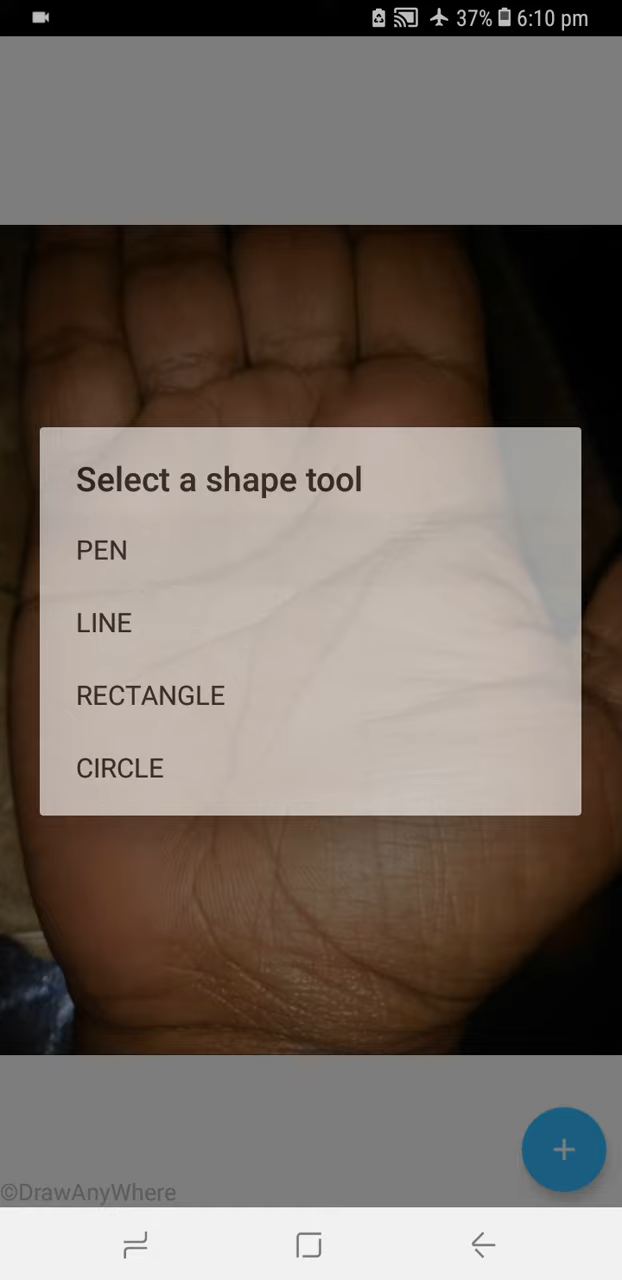 37% 6:10 pm
Select a shape tool
PEN
LINE
RECTANGLE
CIRCLE
©DrawAnyWhere